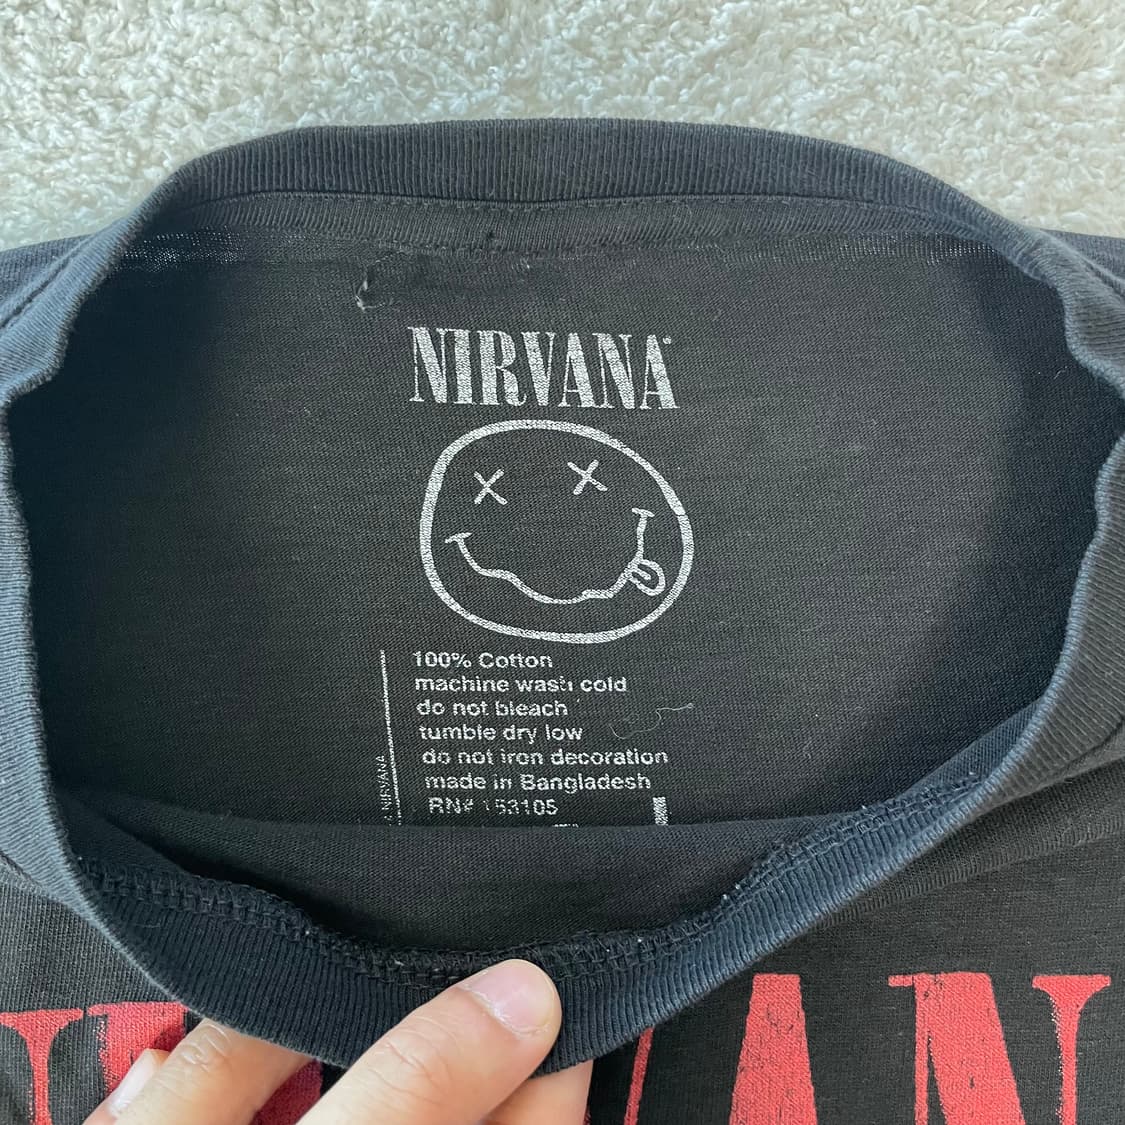 NIRVANA
100% Cotton
machine wash cold
do not bleach
tumble dry low
do not iron decoration
made in Bangladesh
RN# 153105
NIRVANA